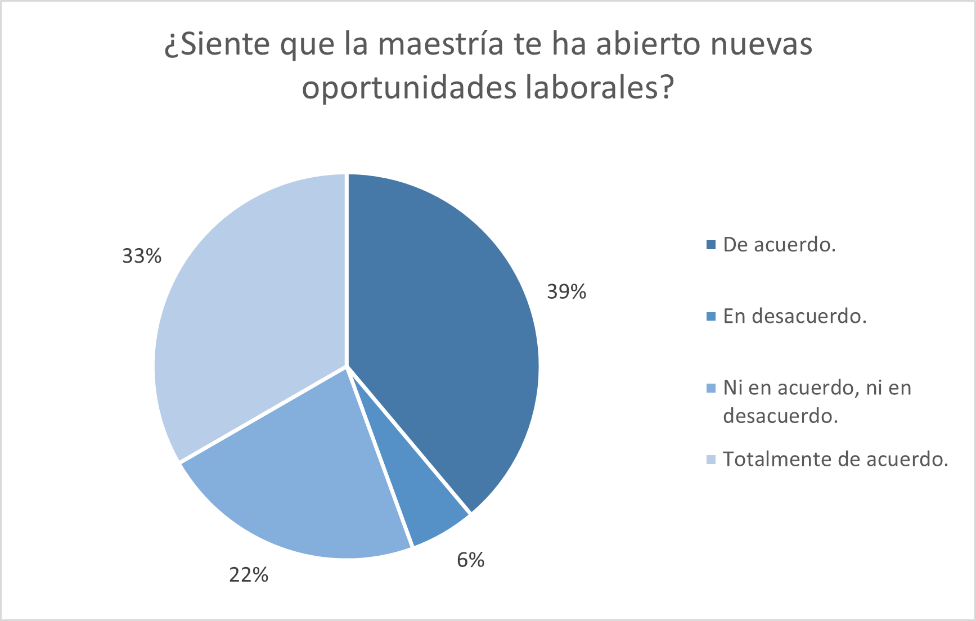 ¿Siente que la maestría te ha abierto nuevas
oportunidades laborales?
33%
39%
22%
6%
De acuerdo.
En desacuerdo.
Ni en acuerdo, ni en
desacuerdo.
Totalmente de acuerdo.